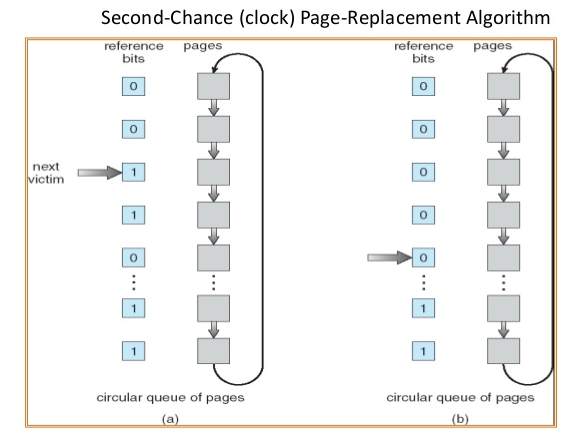 Second-Chance (clock) Page-Replacement Algorithm
reference bits
pages
0
0
next victim
1
1
0
1
1
circular queue of pages
(a)
reference bits
pages
0
0
0
0
0
1
1
circular queue of pages
(b)